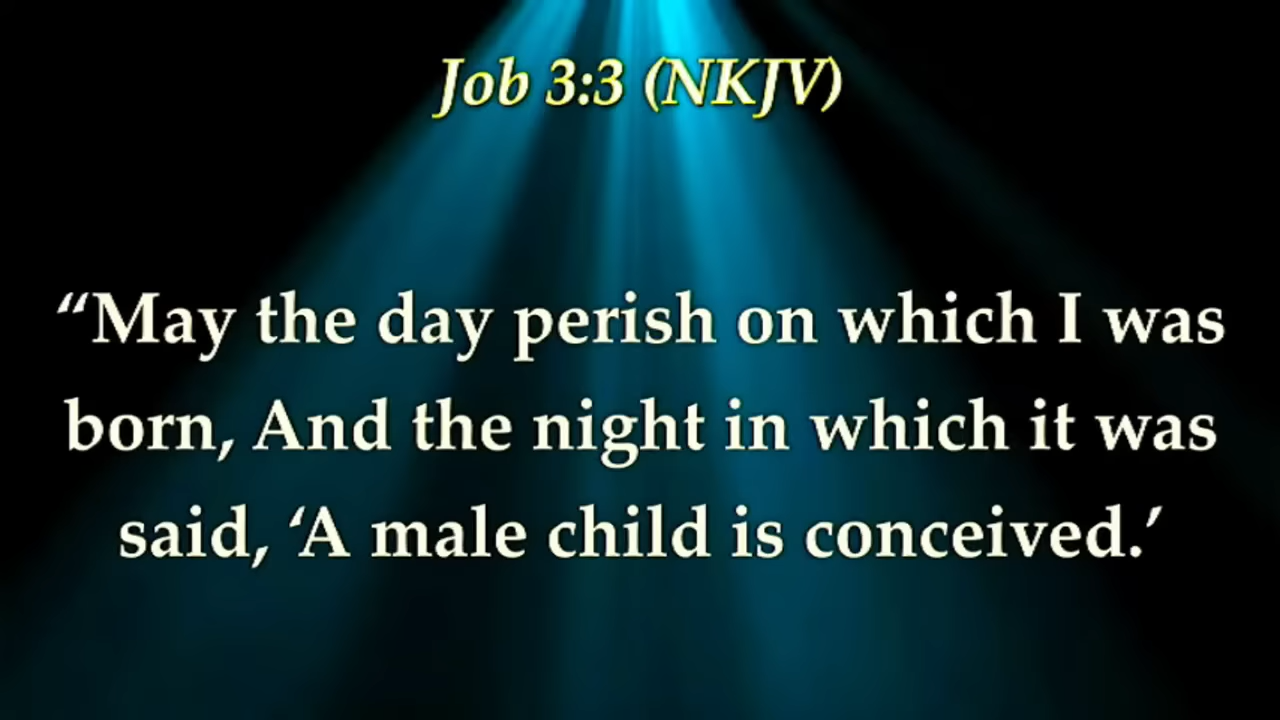 Job 3:3 (NKJV)
“May the day perish on which I was
born, And the night in which it was
said, ‘A male child is conceived.’